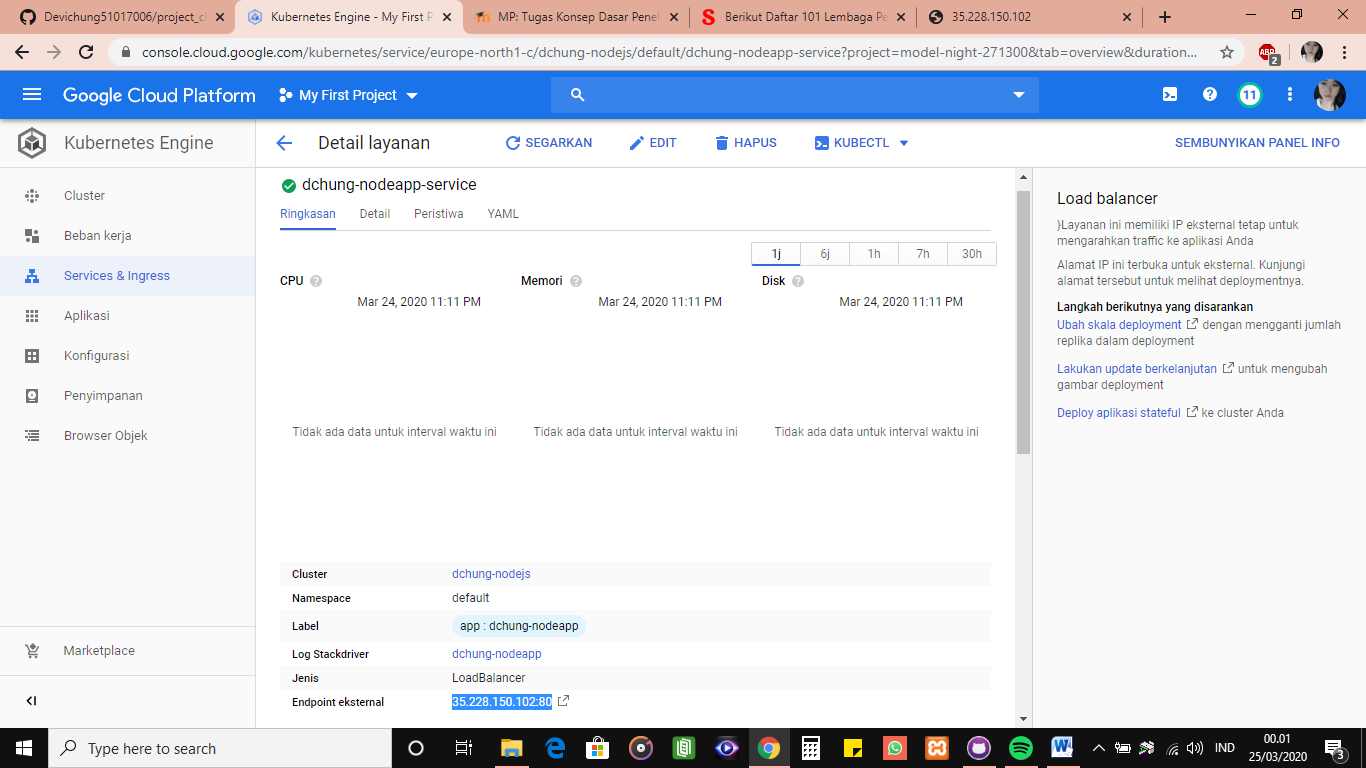 Devichung51017006/project_cl
Kubernetes Engine - My First P
MP: Tugas Konsep Dasar Penel
Berikut Daftar 101 Lembaga Pe
35.228.150.102
console.cloud.google.com/kubernetes/service/europe-north1-c/dchung-nodejs/default/dchung-nodeapp-service?project=model-night-271300&tab=overview&duration...
ABP
2
Google Cloud Platform
My First Project
11
Kubernetes Engine
Detail layanan
SEGARKAN
EDIT
HAPUS
KUBECTL
SEMBUNYIKAN PANEL INFO
Cluster
Beban kerja
Services & Ingress
Aplikasi
Konfigurasi
Penyimpanan
Browser Objek
Marketplace
dchung-nodeapp-service
Ringkasan Detail Peristiwa YAML
1j 6j 1h 7h 30h
CPU Memori Disk
Mar 24, 2020 11:11 PM Mar 24, 2020 11:11 PM Mar 24, 2020 11:11 PM
Tidak ada data untuk interval waktu ini Tidak ada data untuk interval waktu ini Tidak ada data untuk interval waktu ini
Cluster dchung-nodejs
Namespace default
Label app : dchung-nodeapp
Log Stackdriver dchung-nodeapp
Jenis LoadBalancer
Endpoint eksternal 35.228.150.102:80
Load balancer
}Layanan ini memiliki IP eksternal tetap untuk
mengarahkan traffic ke aplikasi Anda
Alamat IP ini terbuka untuk eksternal. Kunjungi
alamat tersebut untuk melihat deploymentnya.
Langkah berikutnya yang disarankan
Ubah skala deployment dengan mengganti jumlah
replika dalam deployment
Lakukan update berkelanjutan untuk mengubah
gambar deployment
Deploy aplikasi stateful ke cluster Anda
Type here to search
IND
00.01
25/03/2020
3